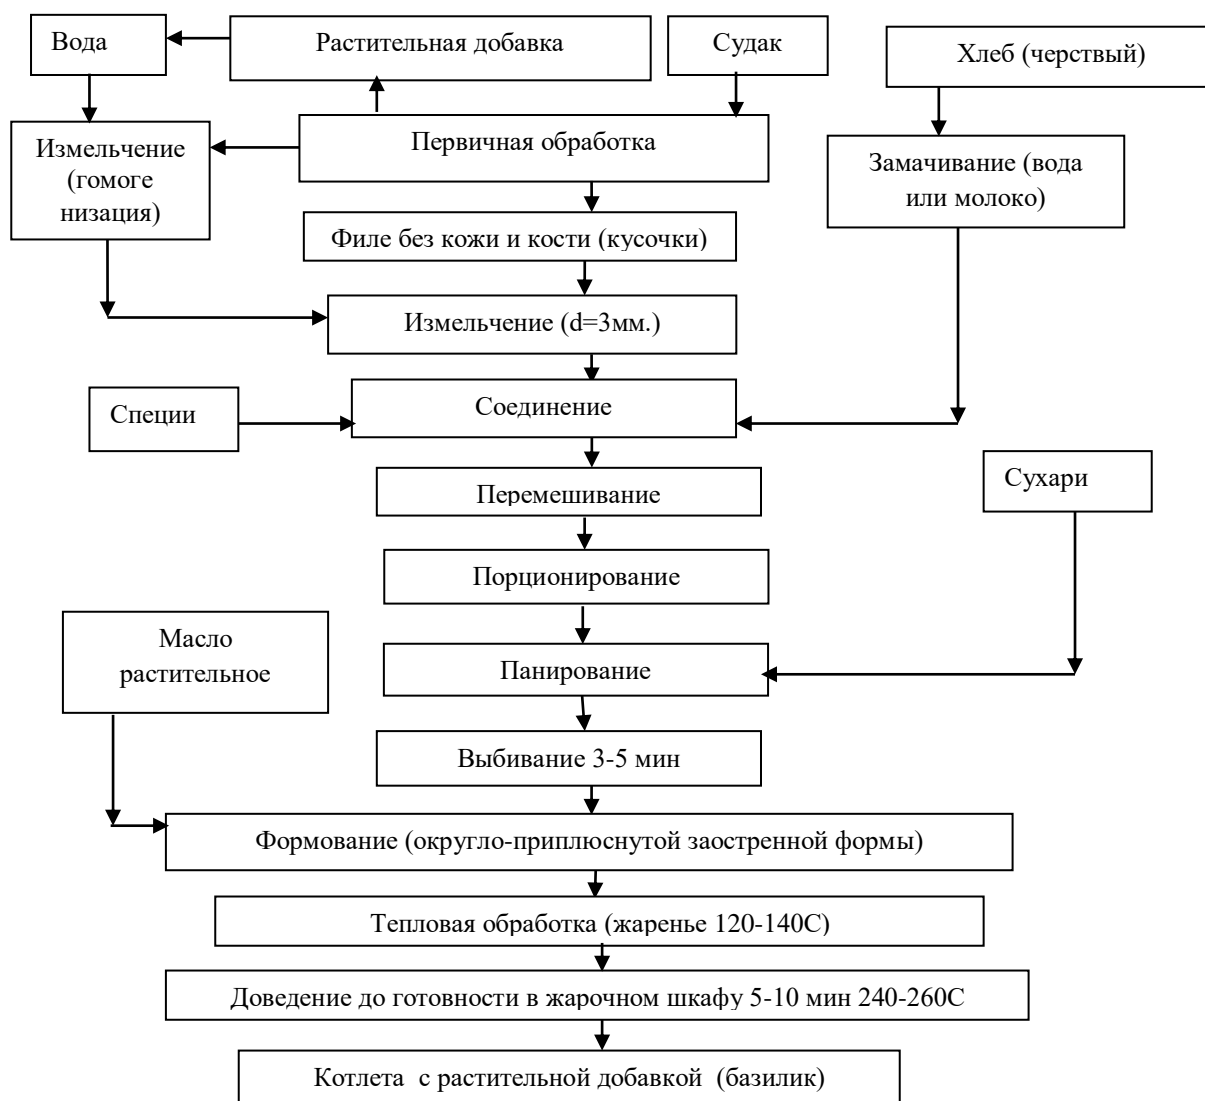 Вода
Растительная добавка
Судак
Хлеб (черствый)
Измельчение
(гомоге
низация)
Первичная обработка
Замачивание (вода
или молоко)
Филе без кожи и кости (кусочки)
Измельчение (d=3мм.)
Специи
Соединение
Перемешивание
Сухари
Порционирование
Масло
растительное
Панирование
Выбивание 3-5 мин
Формование (округло-приплюснутой заостренной формы)
Тепловая обработка (жаренье 120-140С)
Доведение до готовности в жарочном шкафу 5-10 мин 240-260С
Котлета с растительной добавкой (базилик)